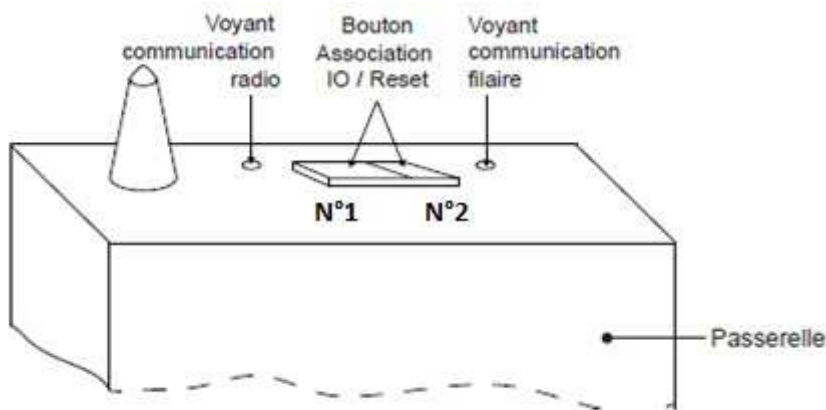 Voyant
communication
radio
Bouton
Association
IO / Reset
Voyant
communication
filaire
N°1
N°2
Passerelle